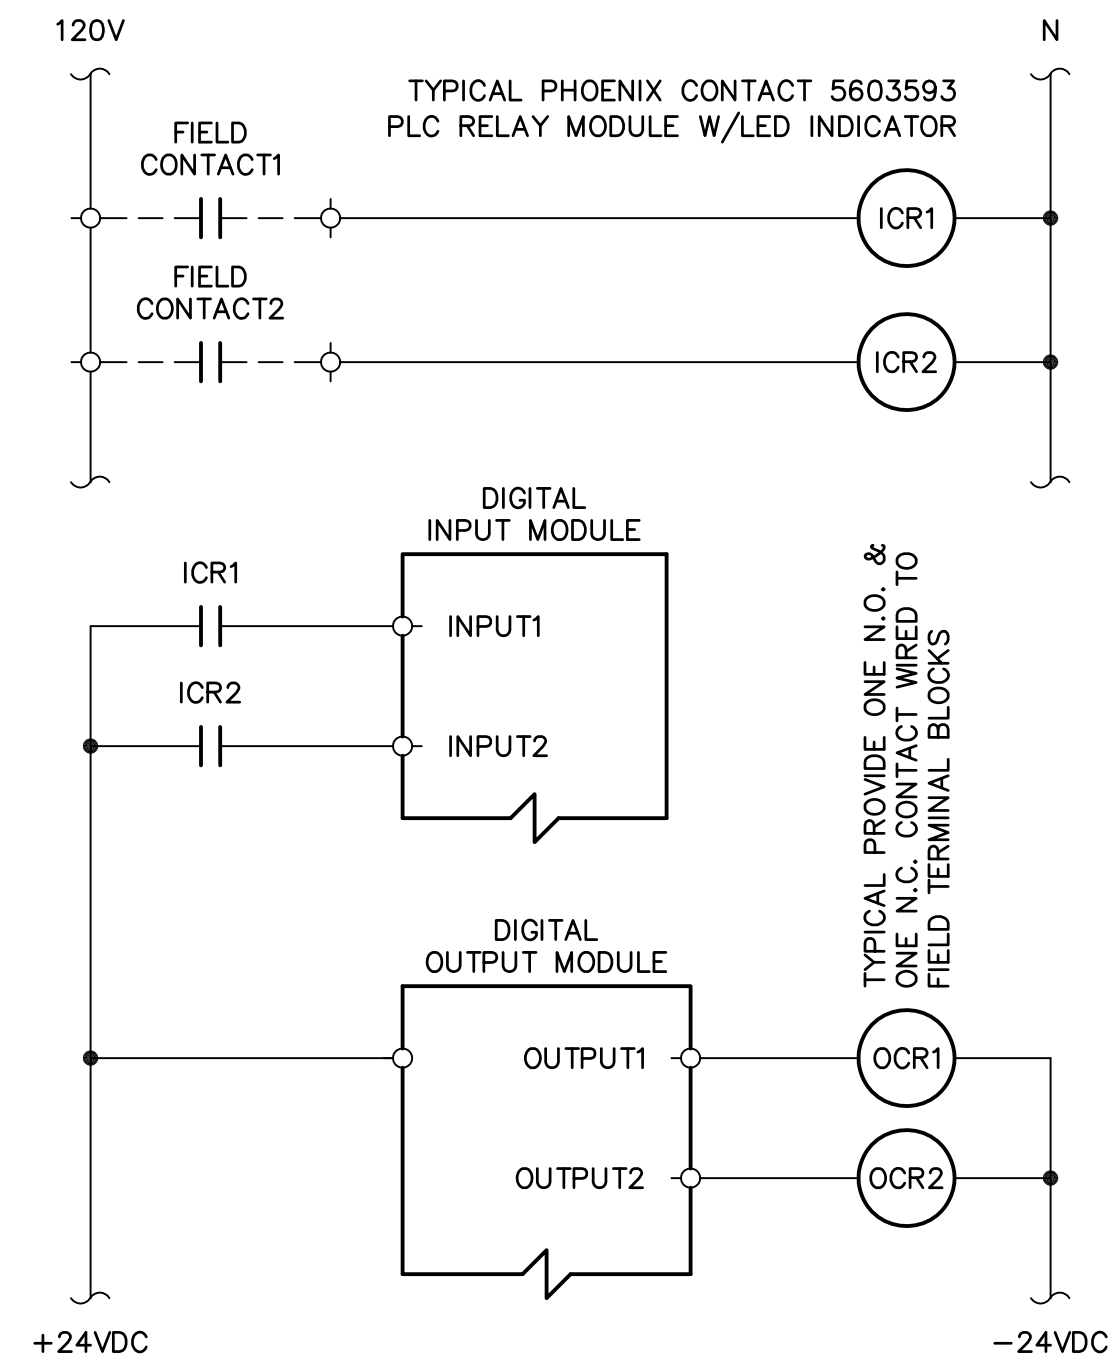 120V
N
TYPICAL PHOENIX CONTACT 5603593
PLC RELAY MODULE W/LED INDICATOR
FIELD
CONTACT1
ICR1
FIELD
CONTACT2
ICR2
DIGITAL
INPUT MODULE
ICR1
INPUT1
ICR2
INPUT2
TYPICAL PROVIDE ONE N.O. &
ONE N.C. CONTACT WIRED TO
FIELD TERMINAL BLOCKS
DIGITAL
OUTPUT MODULE
OUTPUT1
OCR1
OUTPUT2
OCR2
+24VDC
-24VDC